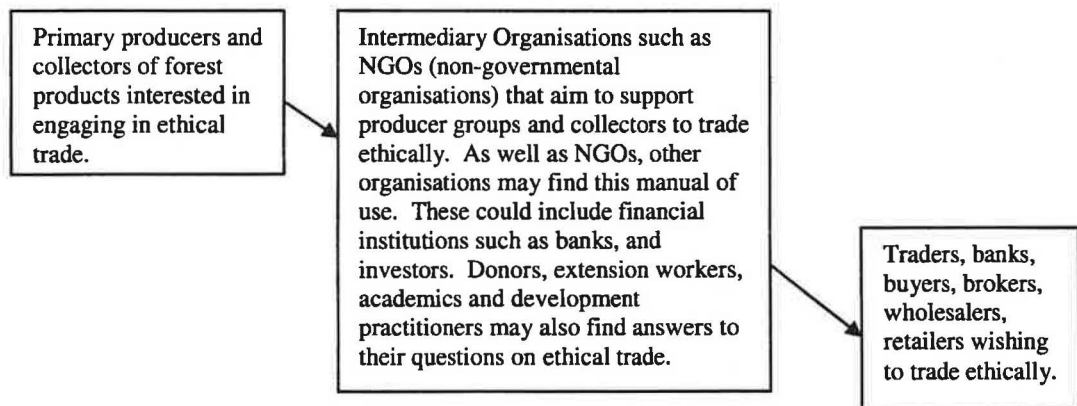 Primary producers and
collectors of forest
products interested in
engaging in ethical
trade.
Intermediary Organisations such as
NGOs (non-governmental
organisations) that aim to support
producer groups and collectors to trade
ethically. As well as NGOs, other
organisations may find this manual of
use. These could include financial
institutions such as banks, and
investors. Donors, extension workers,
academics and development
practitioners may also find answers to
their questions on ethical trade.
Traders, banks,
buyers, brokers,
wholesalers,
retailers wishing
to trade ethically.